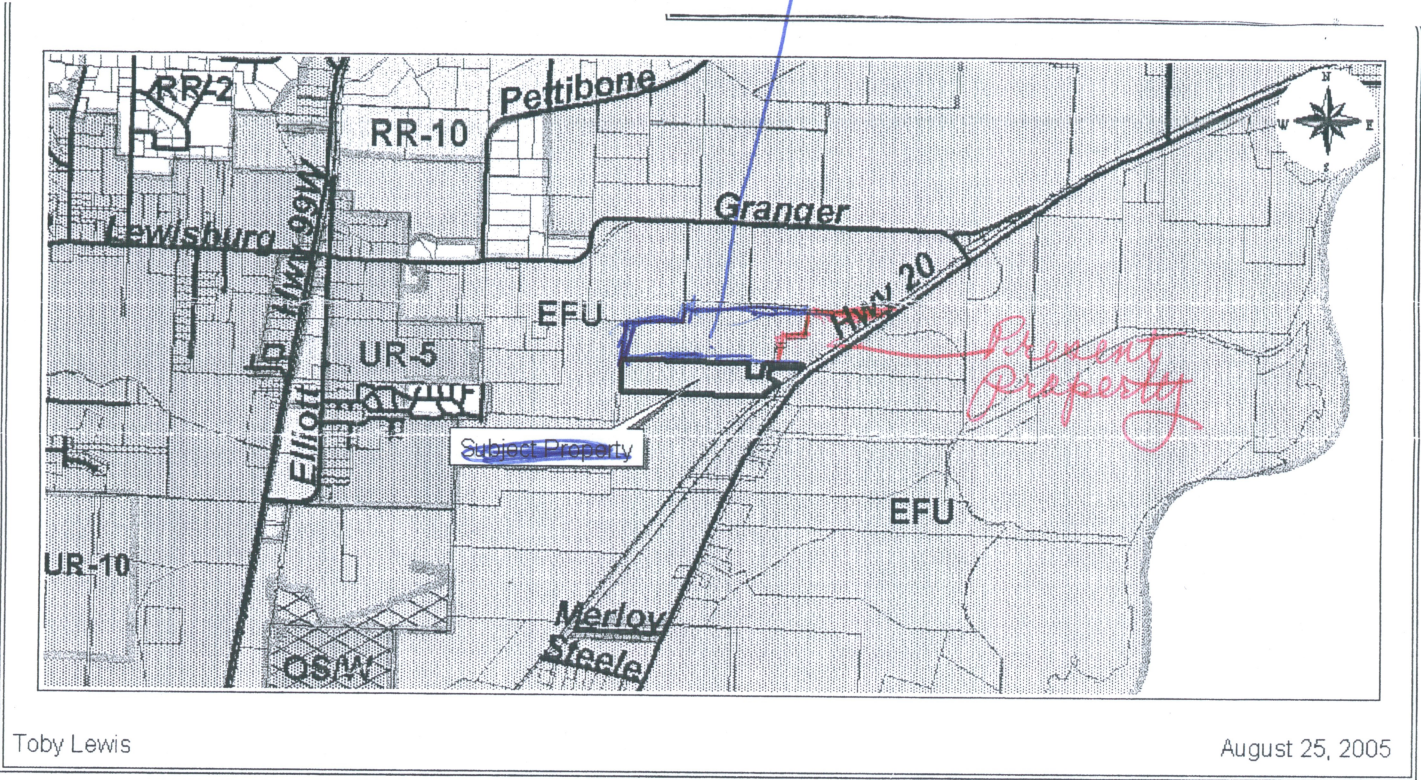 RR-2
Pettibone
RR-10
N
W
E
S
Hwy 99W
Granger
Lewisburg
Hwy 20
EFU
UR-5
Present
property
Elliott
Subject Property
EFU
UR-10
Merloy
Steele
OS/W
Toby Lewis
August 25, 2005